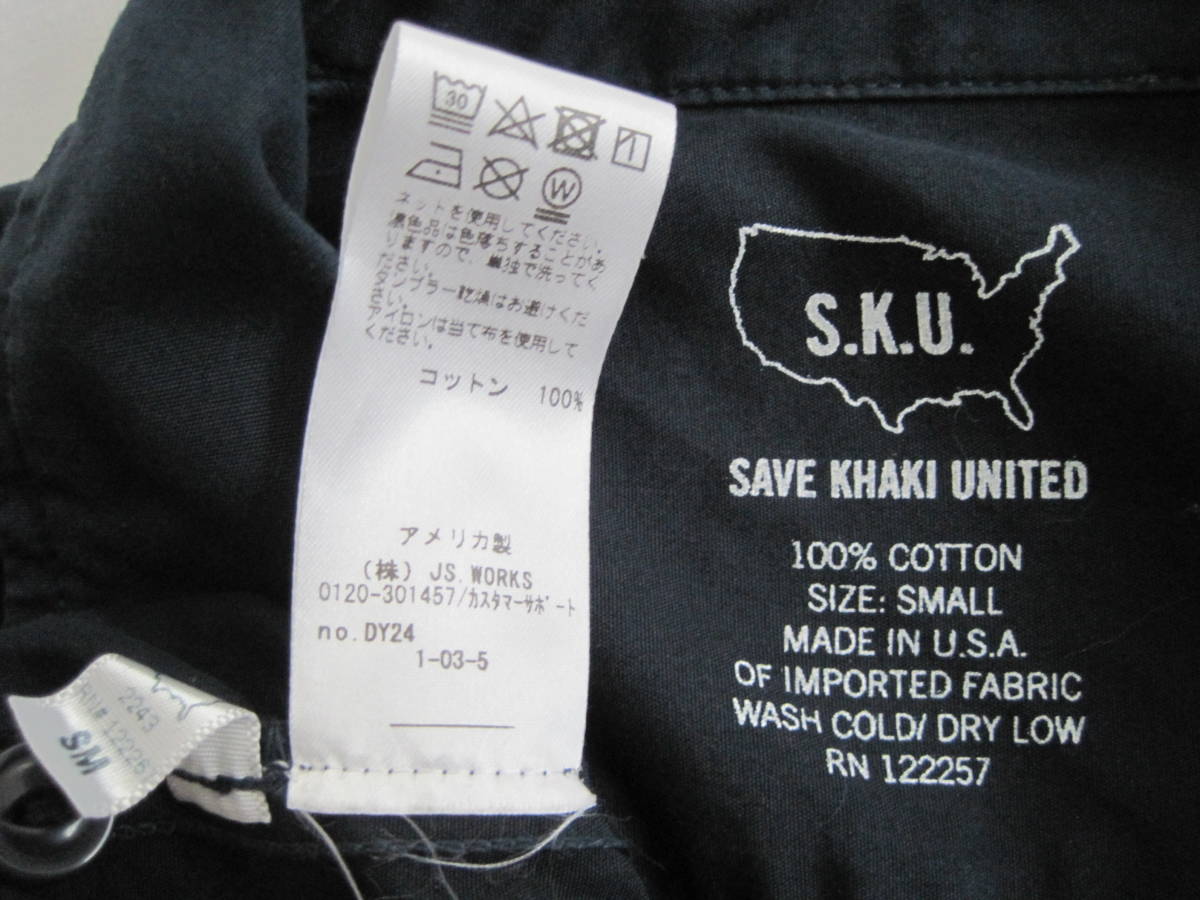 30
W
ネットを使用してください。
濃色品は色落ちすることがあ
りますので、単独で洗ってく
ださい。
タンブラー乾燥はお避けくだ
さい。
アイロンは当て布を使用して
ください。
コットン 100%
アメリカ製
(株) JS.WORKS
0120-301457/カスタマーサポート
no.DY24
1-03-5
2243
RN# 122257
SM
S.K.U.
SAVE KHAKI UNITED
100% COTTON
SIZE: SMALL
MADE IN U.S.A.
OF IMPORTED FABRIC
WASH COLD/ DRY LOW
RN 122257